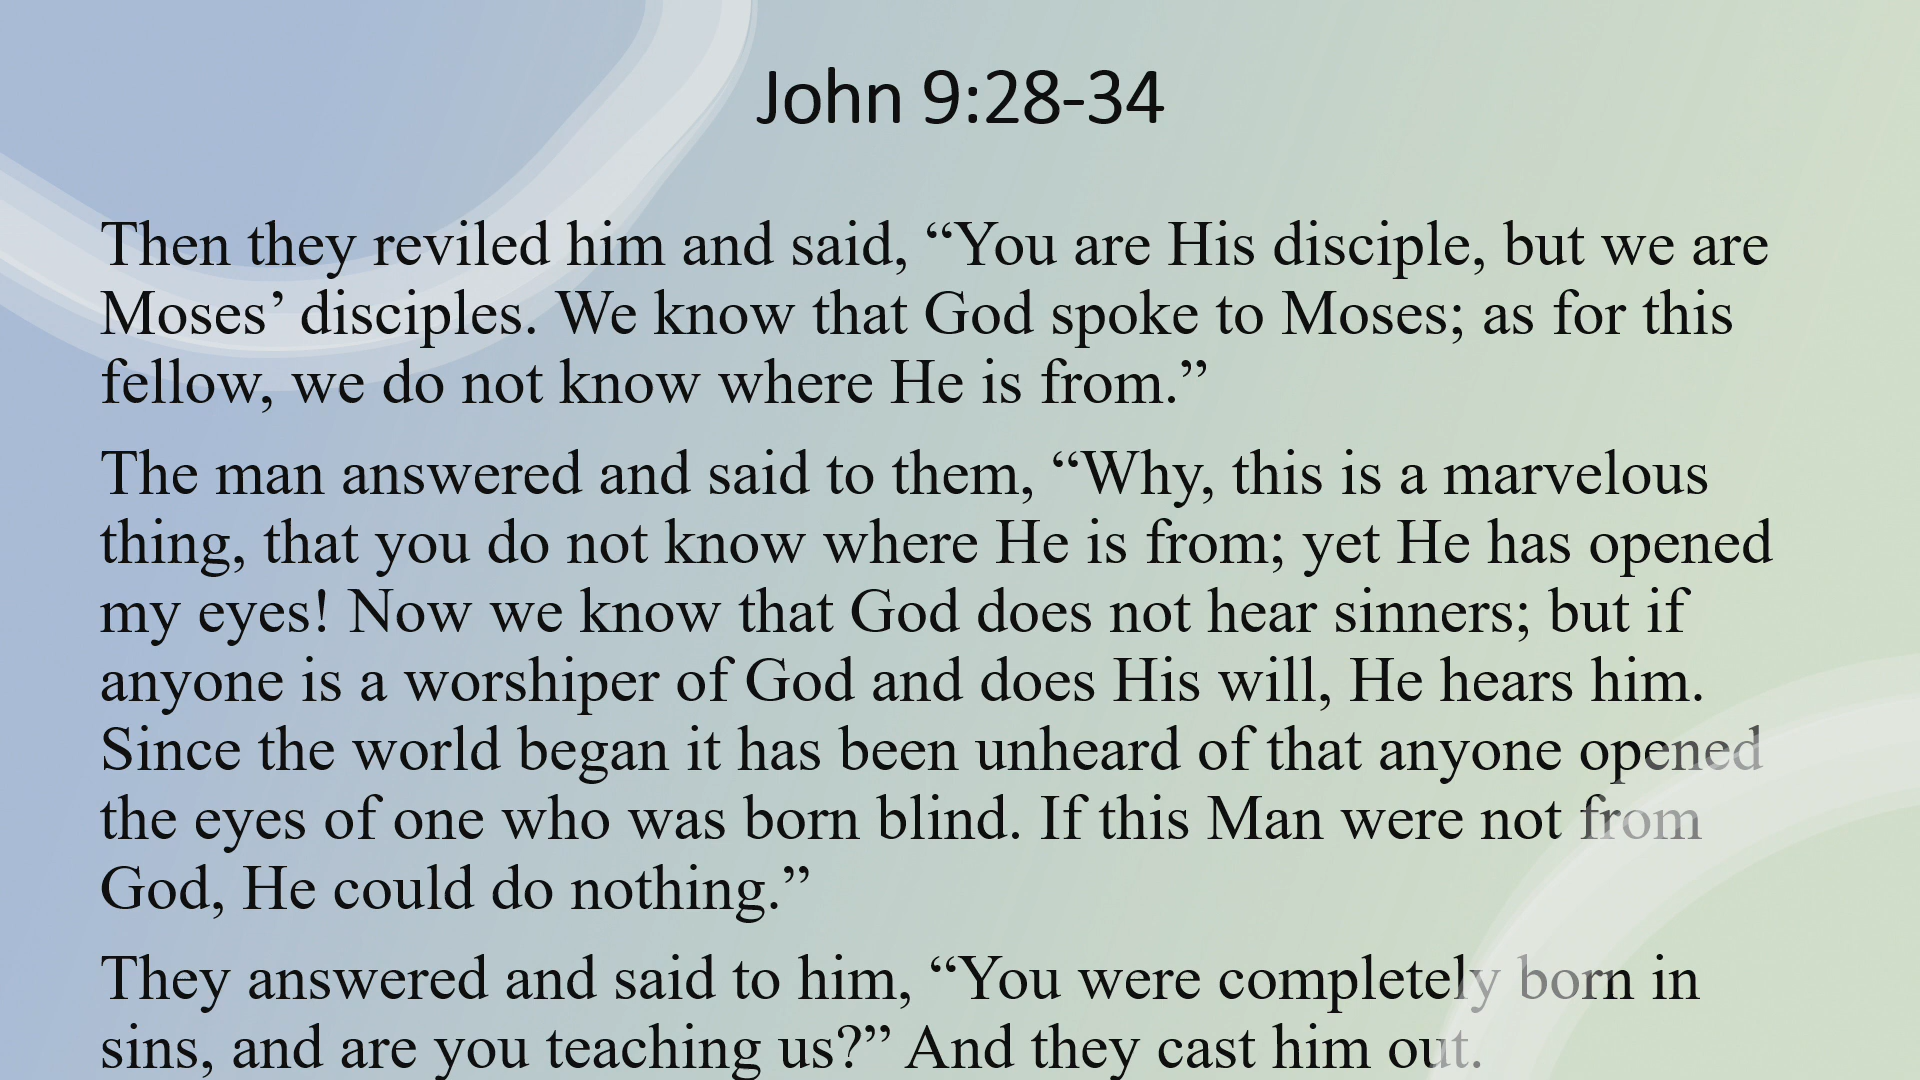 John 9:28-34
Then they reviled him and said, “You are His disciple, but we are
Moses’ disciples. We know that God spoke to Moses; as for this
fellow, we do not know where He is from.”
The man answered and said to them, “Why, this is a marvelous
thing, that you do not know where He is from; yet He has opened
my eyes! Now we know that God does not hear sinners; but if
anyone is a worshiper of God and does His will, He hears him.
Since the world began it has been unheard of that anyone opened
the eyes of one who was born blind. If this Man were not from
God, He could do nothing.”
They answered and said to him, “You were completely born in
sins, and are you teaching us?” And they cast him out.